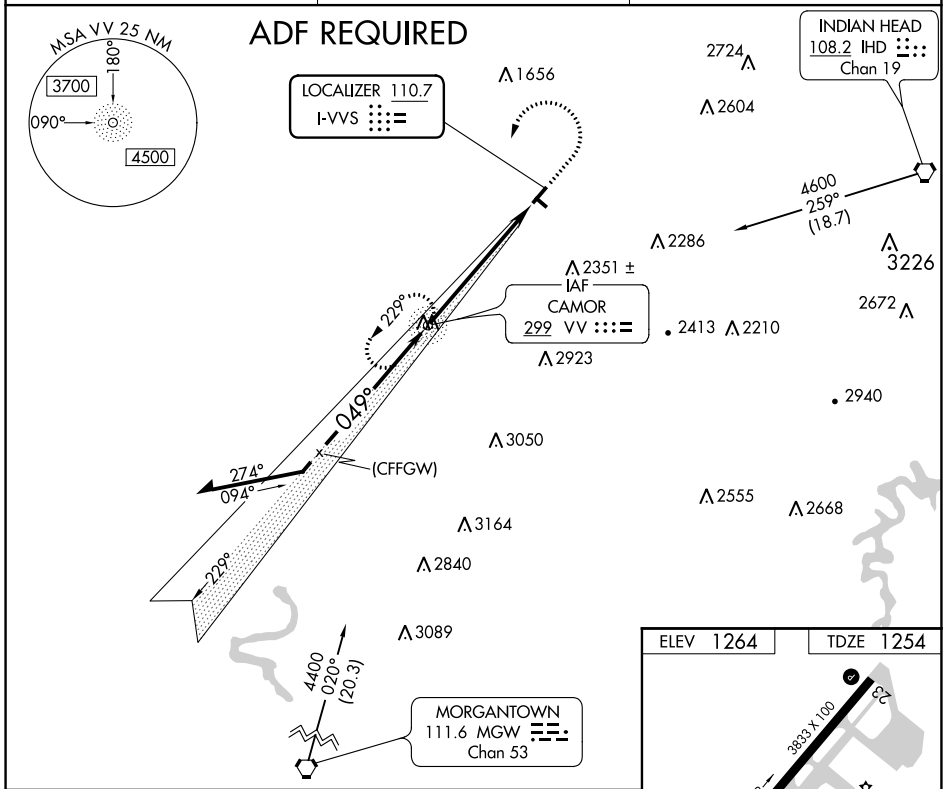 MSA VV 25 NM
180°
3700
090°
4500
ADF REQUIRED
LOCALIZER 110.7
I-VVS
1656
2724
2604
INDIAN HEAD
108.2 IHD
Chan 19
4600
259°
(18.7)
2286
3226
2351 ±
IAF
CAMOR
299 VV
2672
2413
2210
2923
229°
2940
049°
3050
(CFFGW)
274°
094°
2555
2668
3164
229°
2840
3089
4400
020°
(20.3)
MORGANTOWN
111.6 MGW
Chan 53
ELEV 1264
TDZE 1254
P
23
3833 X 100